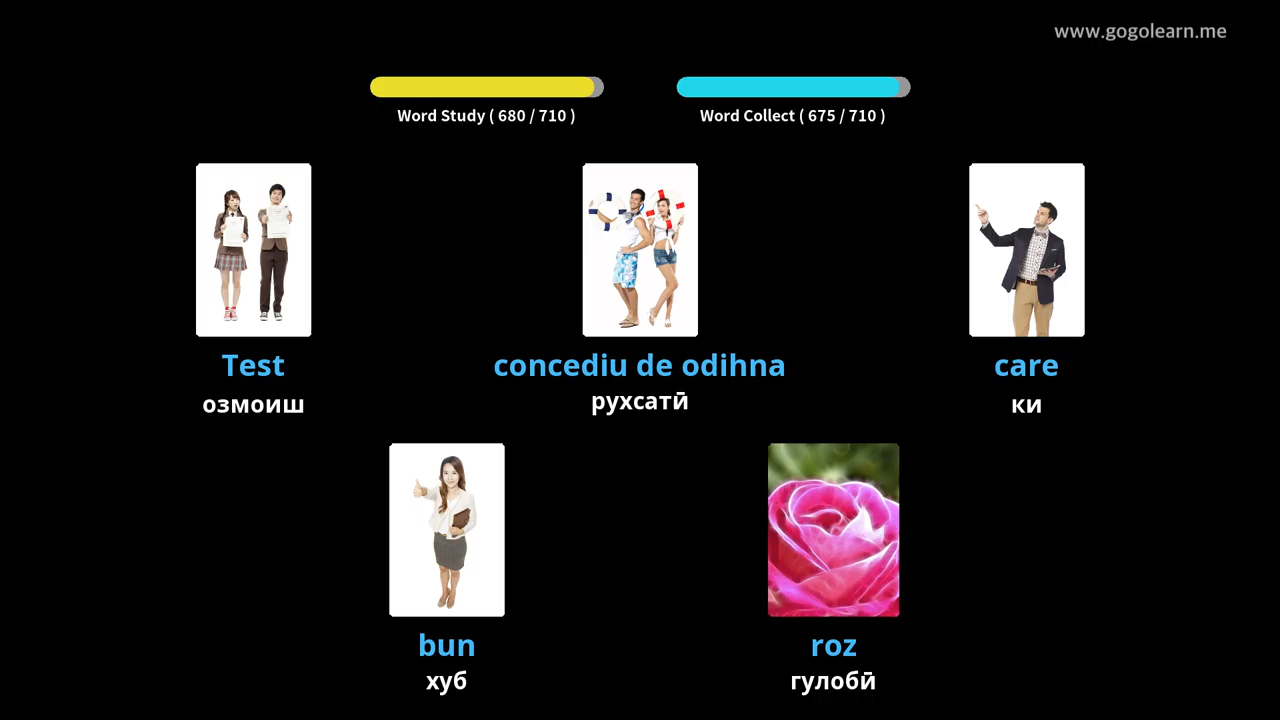 www.gogolearn.me
Word Study ( 680 / 710 )
Word Collect ( 675 / 710 )
Test
concediu de odihna
care
озмоиш
рухсатӣ
ки
bun
roz
хуб
гулобӣ